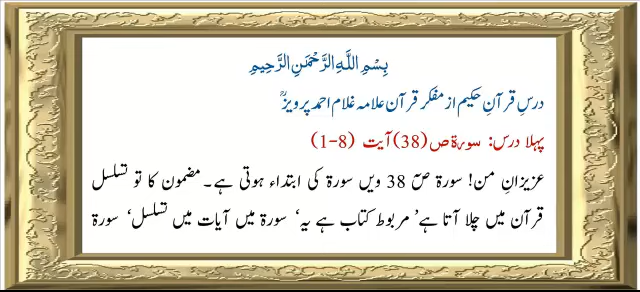 بِسْمِ اللَّهِ الرَّحْمَنِ الرَّحِيمِ
درسِ قرآنِ حکیم از مفکر قرآن علامہ غلام احمد پرویزؒ
پہلا درس: سورۃ ص (38) آیت (8-1)
عزیزانِ من! سورۃ صٓ 38 ویں سورۃ کی ابتداء ہوتی ہے۔ مضمون کا تو تسلسل
قرآن میں چلا آتا ہے’ مربوط کتاب ہے یہ‘ سورۃ میں آیات میں تسلسل‘ سورۃ